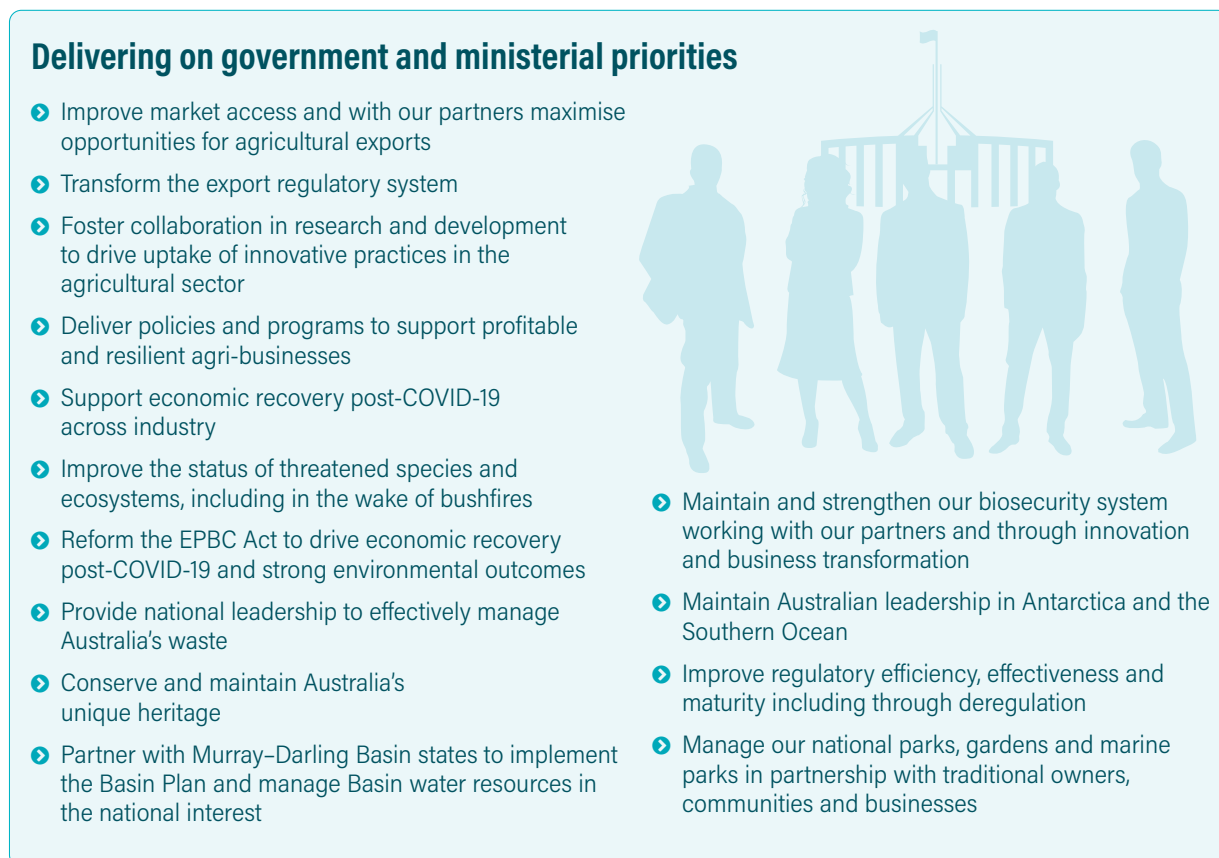 Delivering on government and ministerial priorities
Improve market access and with our partners maximise
opportunities for agricultural exports
Transform the export regulatory system
Foster collaboration in research and development
to drive uptake of innovative practices in the
agricultural sector
Deliver policies and programs to support profitable
and resilient agri-businesses
Support economic recovery post-COVID-19
across industry
Improve the status of threatened species and
ecosystems, including in the wake of bushfires
Reform the EPBC Act to drive economic recovery
post-COVID-19 and strong environmental outcomes
Provide national leadership to effectively manage
Australia's waste
Conserve and maintain Australia's
unique heritage
Partner with Murray–Darling Basin states to implement
the Basin Plan and manage Basin water resources in
the national interest
Maintain and strengthen our biosecurity system
working with our partners and through innovation
and business transformation
Maintain Australian leadership in Antarctica and the
Southern Ocean
Improve regulatory efficiency, effectiveness and
maturity including through deregulation
Manage our national parks, gardens and marine
parks in partnership with traditional owners,
communities and businesses